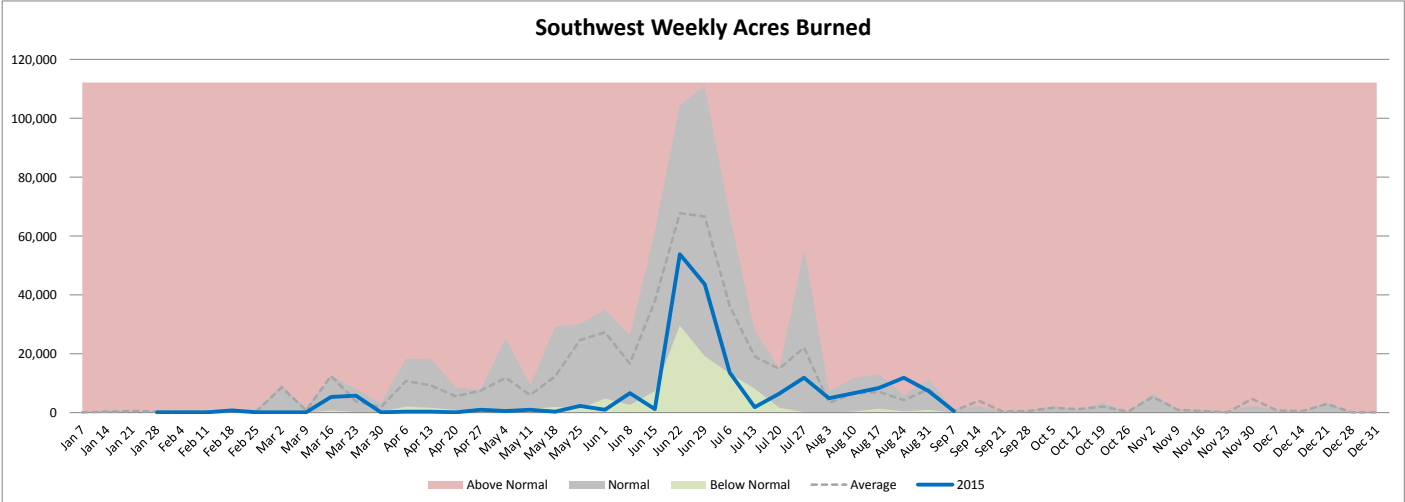 Southwest Weekly Acres Burned
120,000
100,000
80,000
60,000
40,000
20,000
0
Jan 7
Jan 14
Jan 21
Jan 28
Feb 4
Feb 11
Feb 18
Feb 25
Mar 2
Mar 9
Mar 16
Mar 23
Mar 30
Apr 6
Apr 13
Apr 20
Apr 27
May 4
May 11
May 18
May 25
Jun 1
Jun 8
Jun 15
Jun 22
Jun 29
Jul 6
Jul 13
Jul 20
Jul 27
Aug 3
Aug 10
Aug 17
Aug 24
Aug 31
Sep 7
Sep 14
Sep 21
Sep 28
Oct 5
Oct 12
Oct 19
Oct 26
Nov 2
Nov 9
Nov 16
Nov 23
Nov 30
Dec 7
Dec 14
Dec 21
Dec 28
Dec 31
Above Normal Normal Below Normal Average 2015